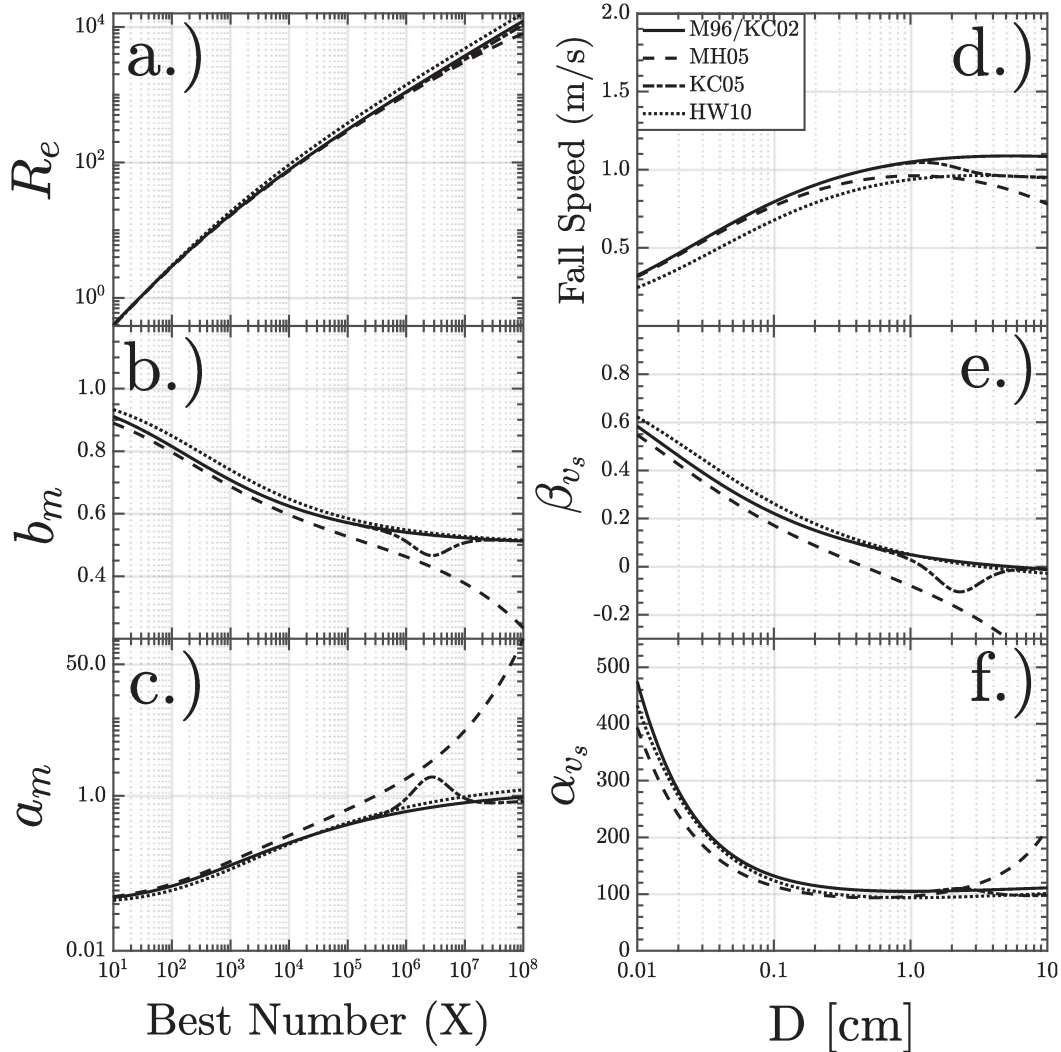 a.)
R_e
10^4
10^2
10^0
b.)
b_m
1.0
0.8
0.6
0.4
c.)
a_m
50.0
1.0
0.01
10^1 10^2 10^3 10^4 10^5 10^6 10^7 10^8
Best Number (X)
d.)
M96/KC02
MH05
KC05
HW10
Fall Speed (m/s)
2.0
1.5
1.0
0.5
e.)
β_{v_s}
0.8
0.6
0.4
0.2
0
-0.2
f.)
α_{v_s}
500
400
300
200
100
0
0.01 0.1 1.0 10
D [cm]